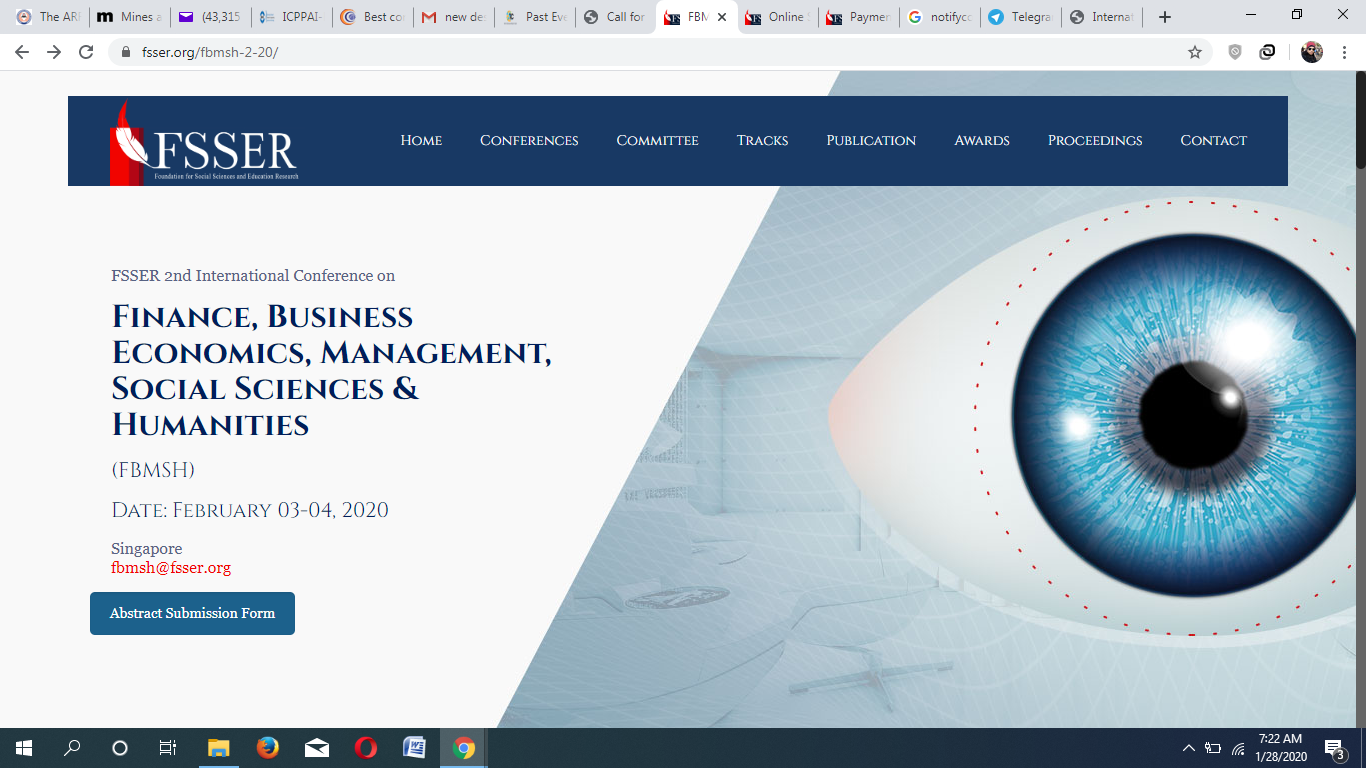 The ARF
Mines a
(43,315
ICPPAI-
Best cor
new de
Past Eve
Call for
FBM
Online S
Paymen
notifyco
Telegra
Internat
fsser.org/fbmsh-2-20/
FSSER
Foundation for Social Sciences and Education Research
Home
Conferences
Committee
Tracks
Publication
Awards
Proceedings
Contact
FSSER 2nd International Conference on
Finance, Business
Economics, Management,
Social Sciences &
Humanities
(FBMSH)
Date: February 03-04, 2020
Singapore
fbmsh@fsser.org
Abstract Submission Form
7:22 AM
1/28/2020
3